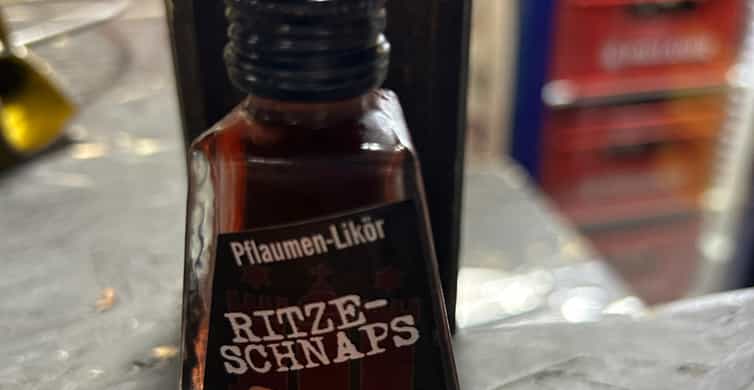 Pflaumen-Likör
RITZE-
SCHNAPS